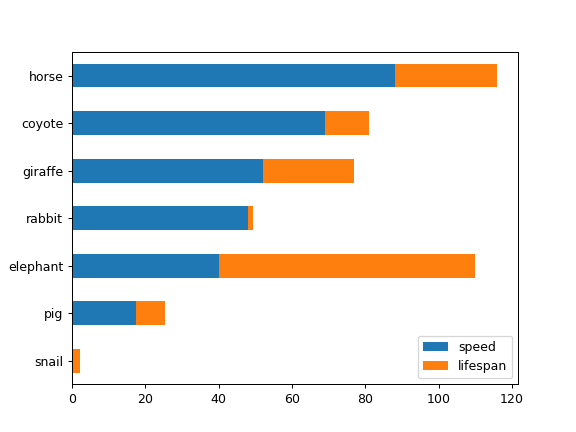 horse
coyote
giraffe
rabbit
elephant
pig
snail
speed
lifespan
0 20 40 60 80 100 120